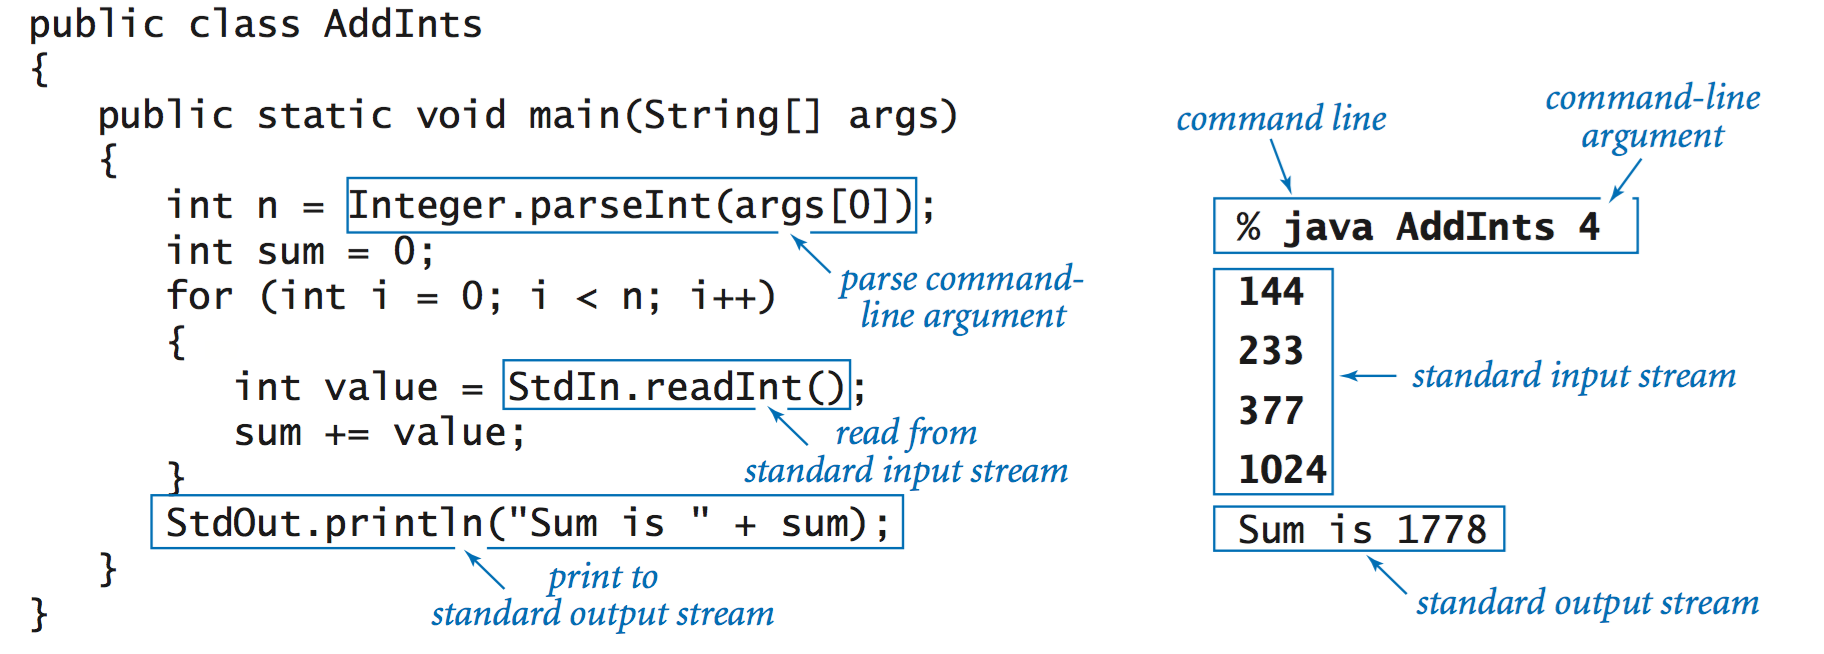 public class AddInts
{
public static void main(String[] args)
{
int n = Integer.parseInt(args[0]);
int sum = 0;
for (int i = 0; i < n; i++)
parse command-
line argument
{
int value = StdIn.readInt();
sum += value;
read from
standard input stream
}
StdOut.println("Sum is " + sum);
print to
standard output stream
}
}
command line
command-line
argument
% java AddInts 4
144
233
377
1024
standard input stream
Sum is 1778
standard output stream